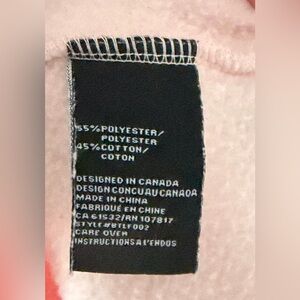 55%POLYESTER/
POLYESTER
45%COTTON/
COTON
DESIGNED IN CANADA
DESIGN CONCU AU CANADA
MADE IN CHINA
FABRIQUÉ EN CHINE
CA 61532/RN 107817
STYLE#BTLF002
CARE OVER
INSTRUCTIONS A L'ENDOS